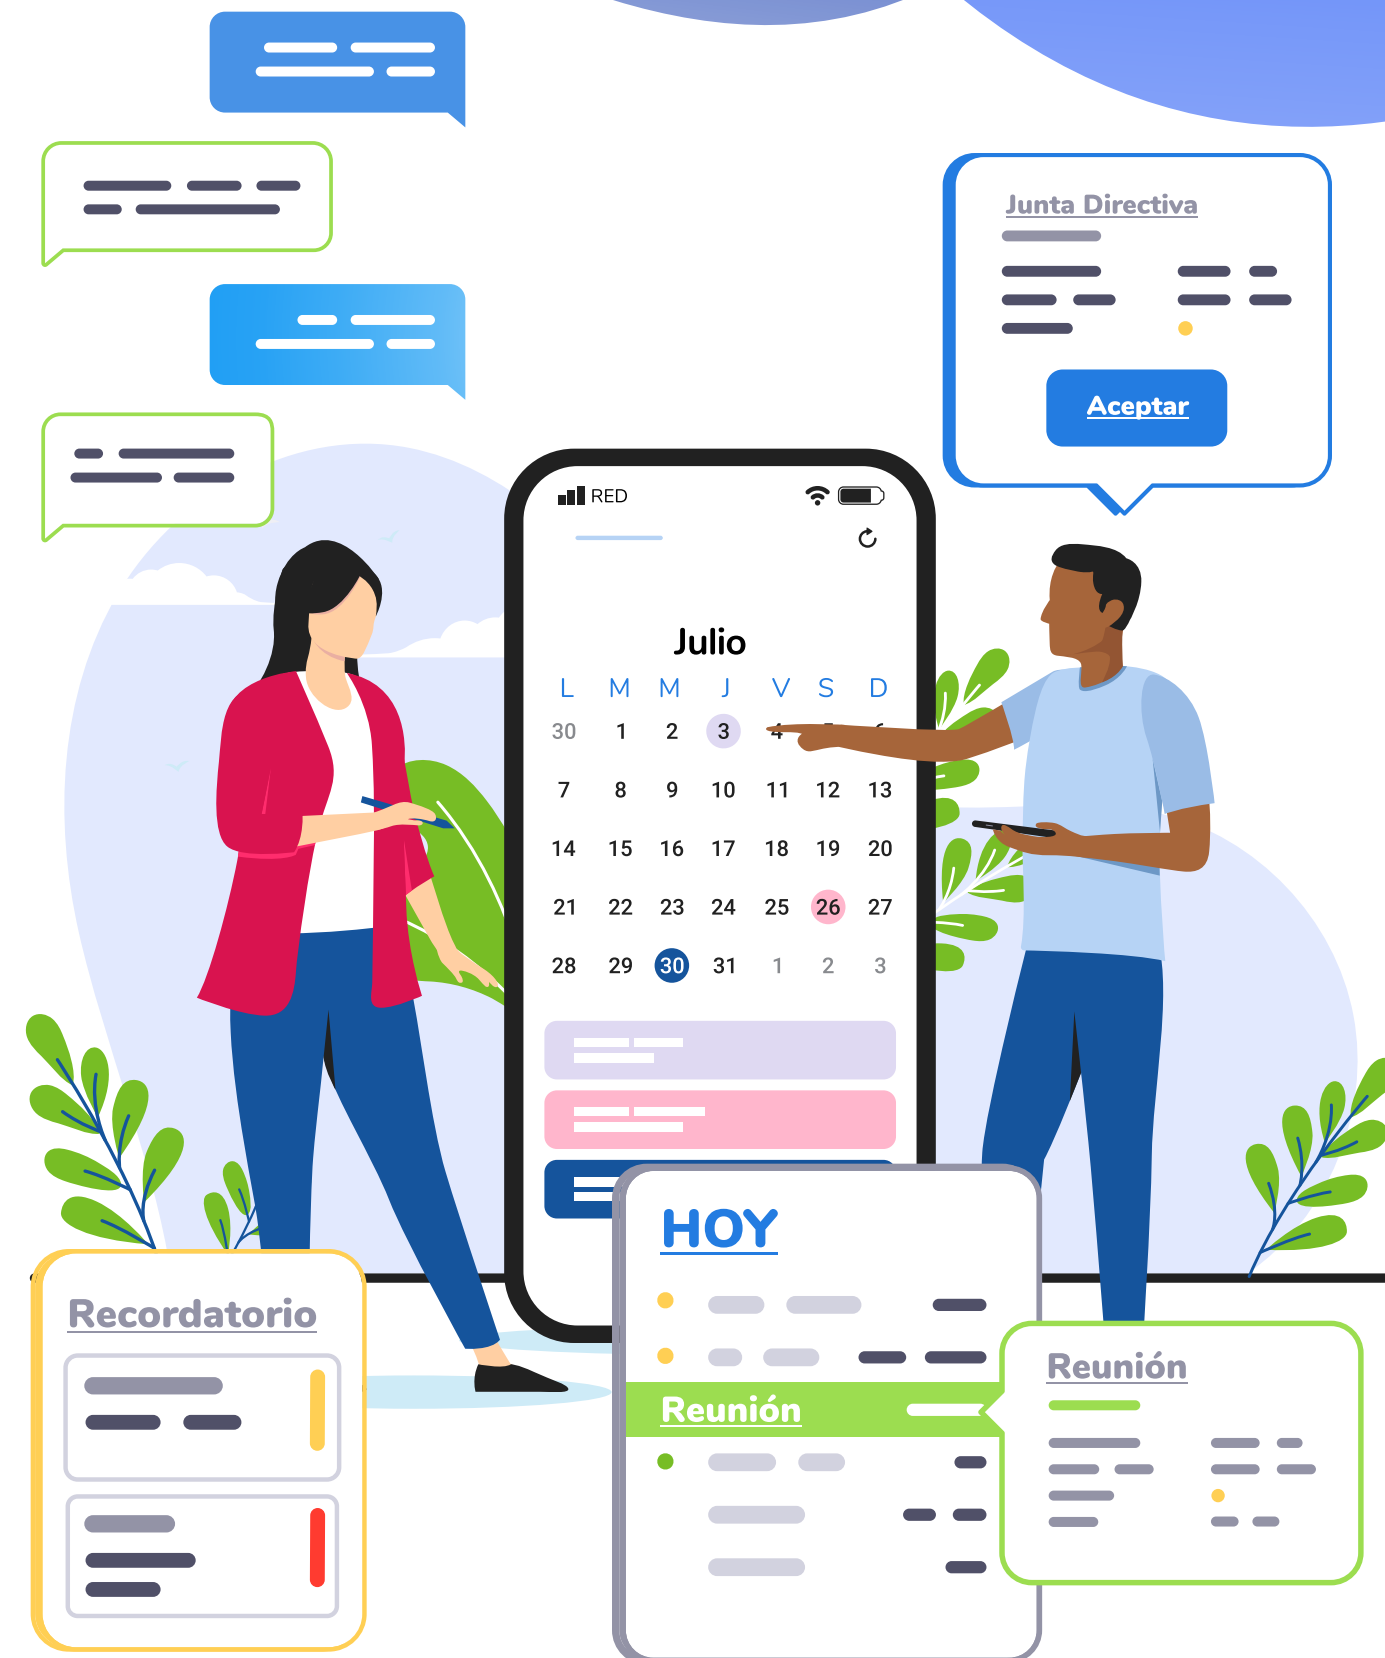 Junta Directiva
Aceptar
RED
Julio
L M M J V S D
30 1 2 3 4 5 6
7 8 9 10 11 12 13
14 15 16 17 18 19 20
21 22 23 24 25 26 27
28 29 30 31 1 2 3
HOY
Recordatorio
Reunión
Reunión